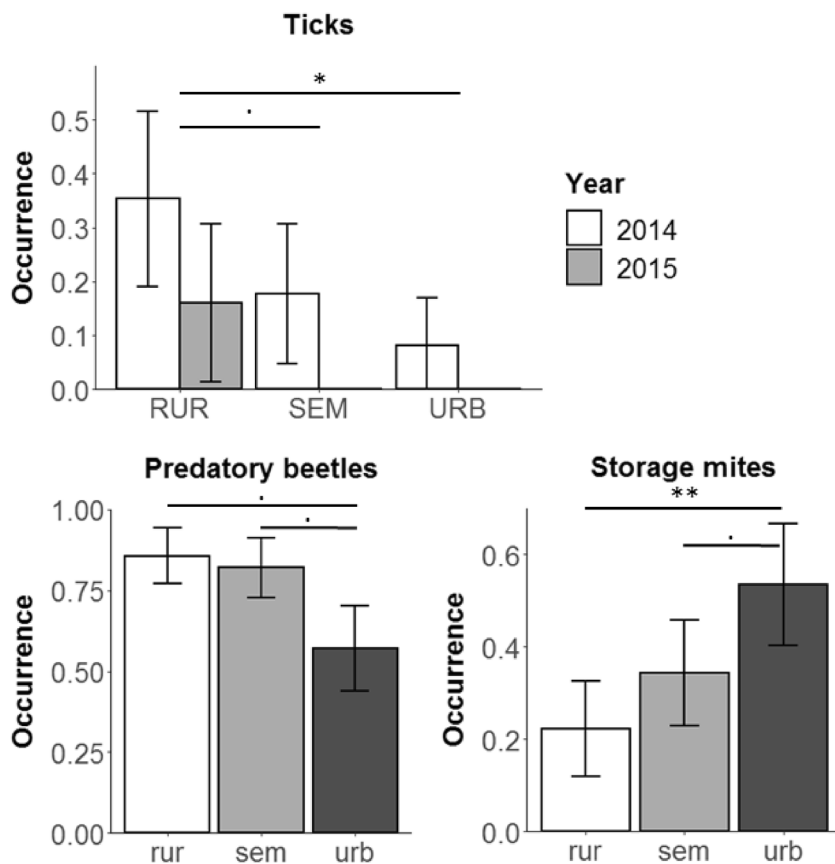 Ticks
*
.
0.5
0.4
0.3
0.2
0.1
0.0
Occurrence
RUR SEM URB
Year
2014
2015
Predatory beetles
.
.
1.00
0.75
0.50
0.25
0.00
Occurrence
rur sem urb
Storage mites
**
.
0.6
0.4
0.2
0.0
Occurrence
rur sem urb